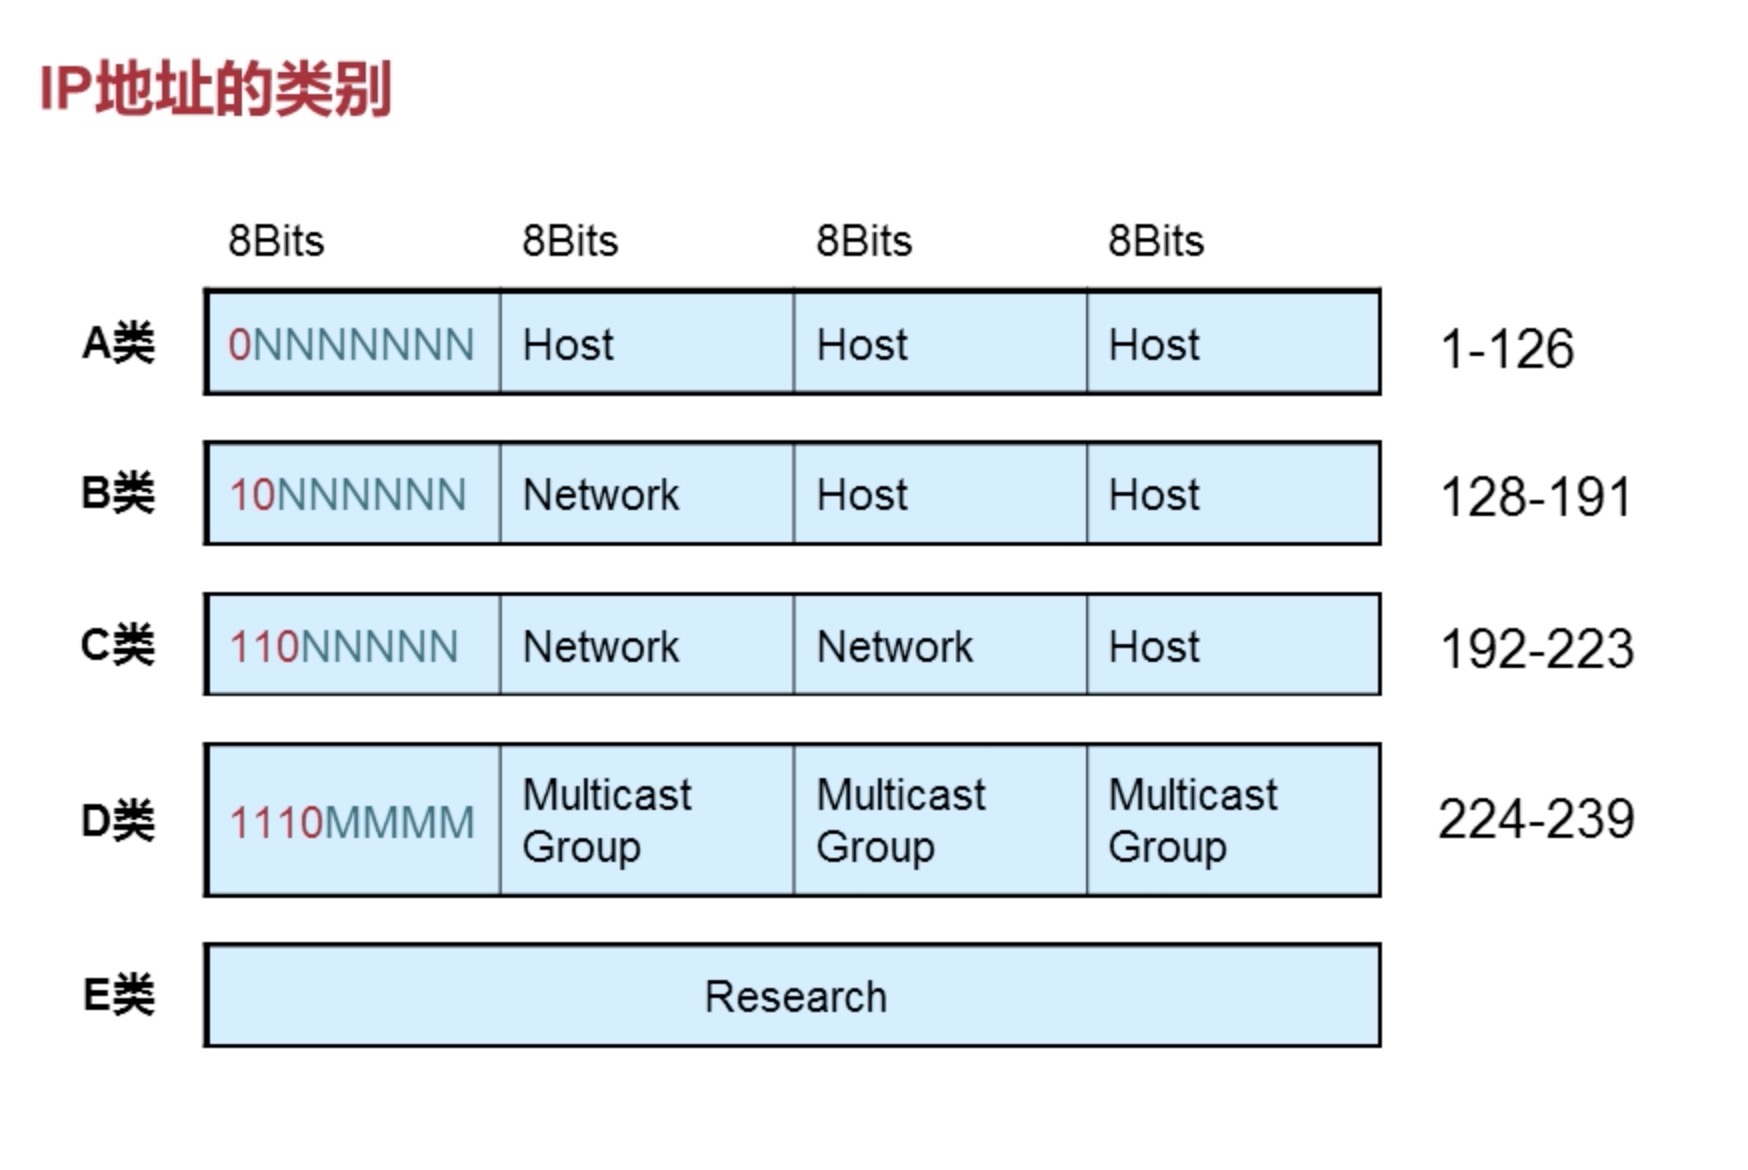 IP地址的类别
8Bits 8Bits 8Bits 8Bits
A类 0NNNNNNN Host Host Host 1-126
B类 10NNNNNN Network Host Host 128-191
C类 110NNNNN Network Network Host 192-223
D类 1110MMMM Multicast Group Multicast Group Multicast Group 224-239
E类 Research